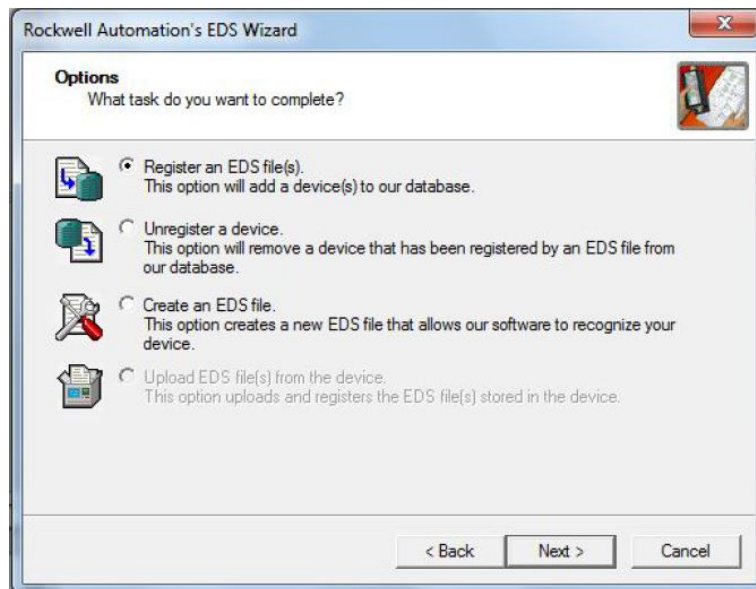 Rockwell Automation's EDS Wizard
Options
What task do you want to complete?
Register an EDS file(s).
This option will add a device(s) to our database.
Unregister a device.
This option will remove a device that has been registered by an EDS file from
our database.
Create an EDS file.
This option creates a new EDS file that allows our software to recognize your
device.
Upload EDS file(s) from the device.
This option uploads and registers the EDS file(s) stored in the device.
< Back
Next >
Cancel